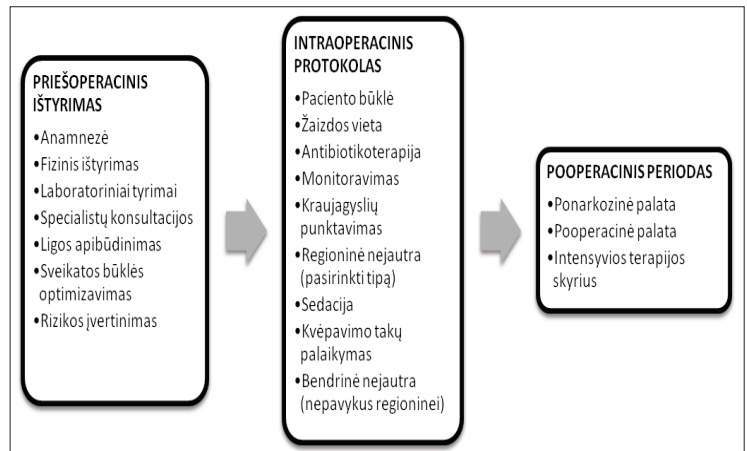 PRIEŠOPERACINIS
IŠTYRIMAS
•Anamnezė
•Fizinis ištyrimas
•Laboratoriniai tyrimai
•Specialistų konsultacijos
•Ligos apibūdinimas
•Sveikatos būklės
optimizavimas
•Rizikos įvertinimas
INTRAOPERACINIS
PROTOKOLAS
•Paciento būklė
•Žaizdos vieta
•Antibiotikoterapija
•Monitoravimas
•Kraujagyslių
punktavimas
•Regioninė nejautra
(pasirinkti tipą)
•Sedacija
•Kvėpavimo takų
palaikymas
•Bendrinė nejautra
(nepavykus regioninei)
POOPERACINIS PERIODAS
•Ponarkozinė palata
•Pooperacinė palata
•Intensyvios terapijos
skyrius